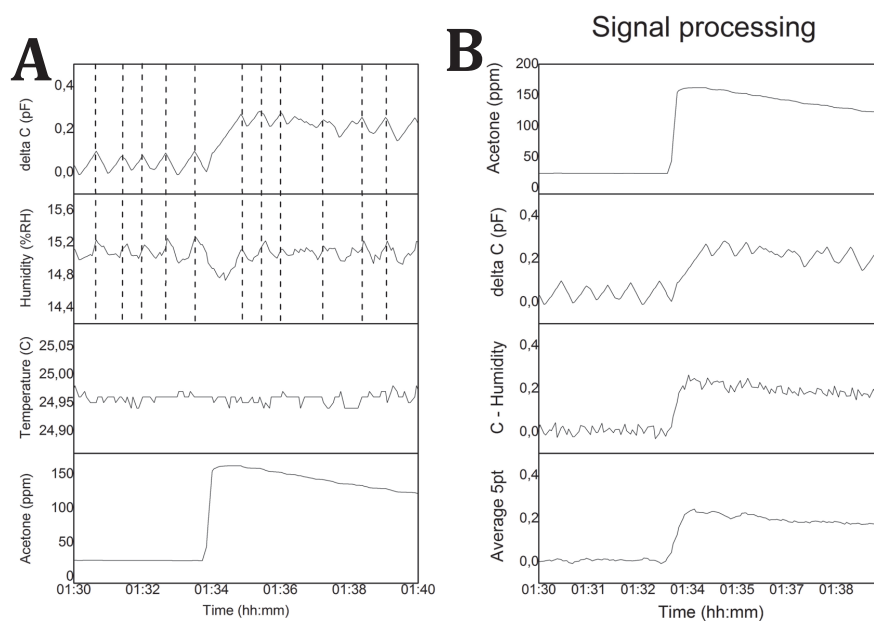 A
0,4
0,2
0,0
delta C (pF)
15,6
15,2
14,8
14,4
Humidity (%RH)
25,05
25,00
24,95
24,90
Temperature (C)
150
100
50
0
Acetone (ppm)
01:30 01:32 01:34 01:36 01:38 01:40
Time (hh:mm)
B
Signal processing
200
150
100
50
0
Acetone (ppm)
0,4
0,2
0,0
delta C (pF)
0,4
0,2
0,0
C - Humidity
0,4
0,2
0,0
Average 5pt
01:30 01:31 01:32 01:34 01:35 01:37 01:38
Time (hh:mm)